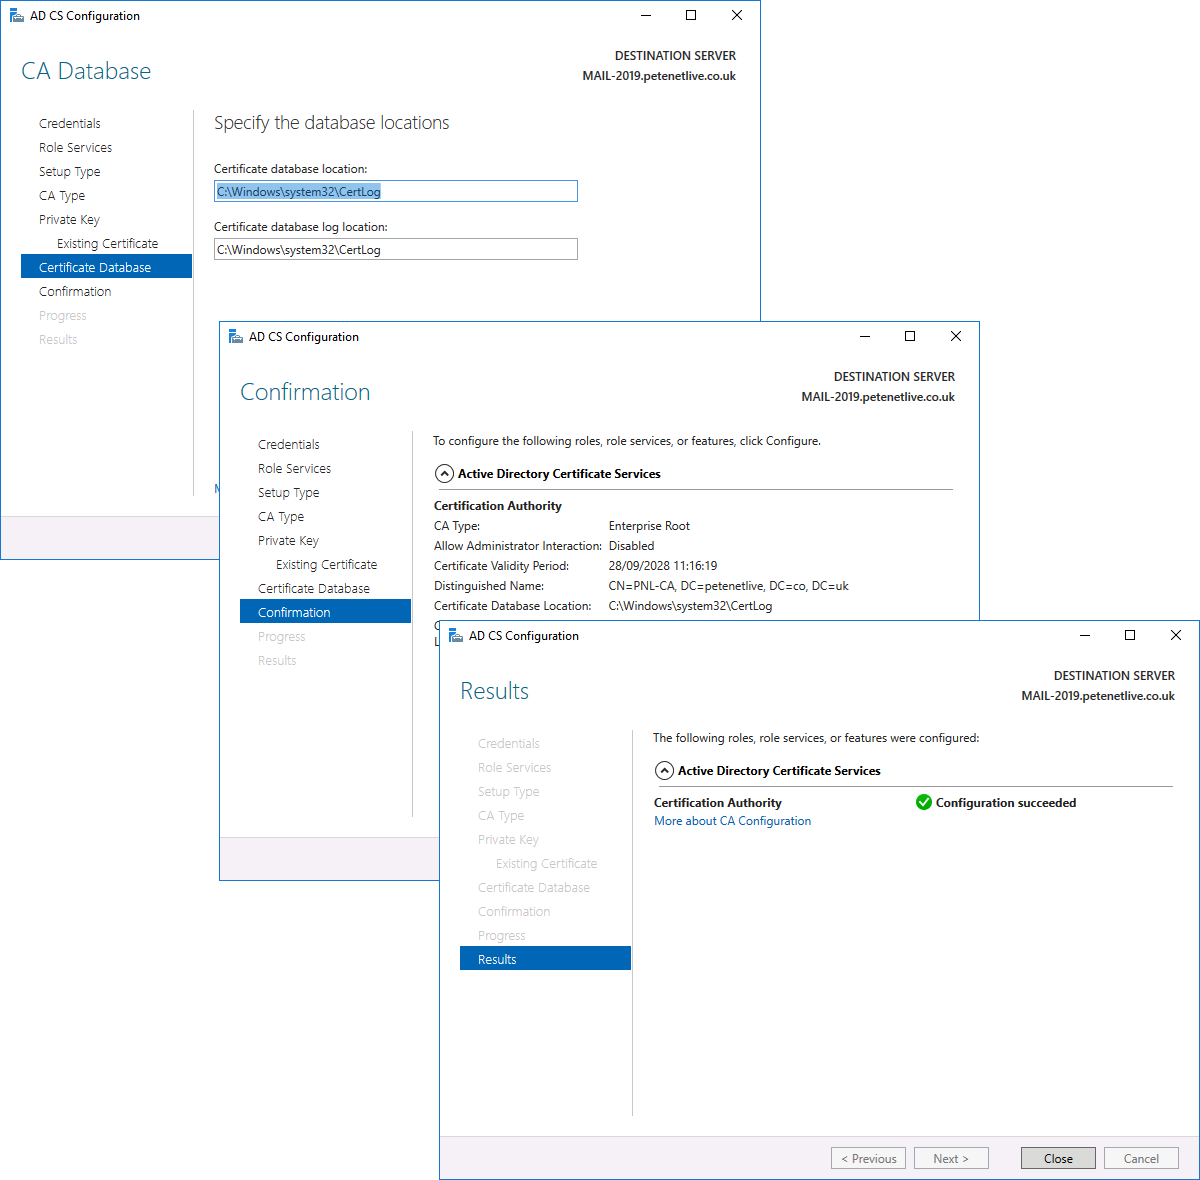 AD CS Configuration
CA Database
DESTINATION SERVER
MAIL-2019.petenetlive.co.uk
Credentials
Role Services
Setup Type
CA Type
Private Key
Existing Certificate
Certificate Database
Confirmation
Progress
Results
Specify the database locations
Certificate database location:
C:\Windows\system32\CertLog
Certificate database log location:
C:\Windows\system32\CertLog
AD CS Configuration
Confirmation
DESTINATION SERVER
MAIL-2019.petenetlive.co.uk
Credentials
Role Services
Setup Type
CA Type
Private Key
Existing Certificate
Certificate Database
Confirmation
Progress
Results
To configure the following roles, role services, or features, click Configure.
Active Directory Certificate Services
Certification Authority
CA Type: Enterprise Root
Allow Administrator Interaction: Disabled
Certificate Validity Period: 28/09/2028 11:16:19
Distinguished Name: CN=PNL-CA, DC=petenetlive, DC=co, DC=uk
Certificate Database Location: C:\Windows\system32\CertLog
AD CS Configuration
Results
DESTINATION SERVER
MAIL-2019.petenetlive.co.uk
Credentials
Role Services
Setup Type
CA Type
Private Key
Existing Certificate
Certificate Database
Confirmation
Progress
Results
The following roles, role services, or features were configured:
Active Directory Certificate Services
Certification Authority Configuration succeeded
More about CA Configuration
< Previous
Next >
Close
Cancel